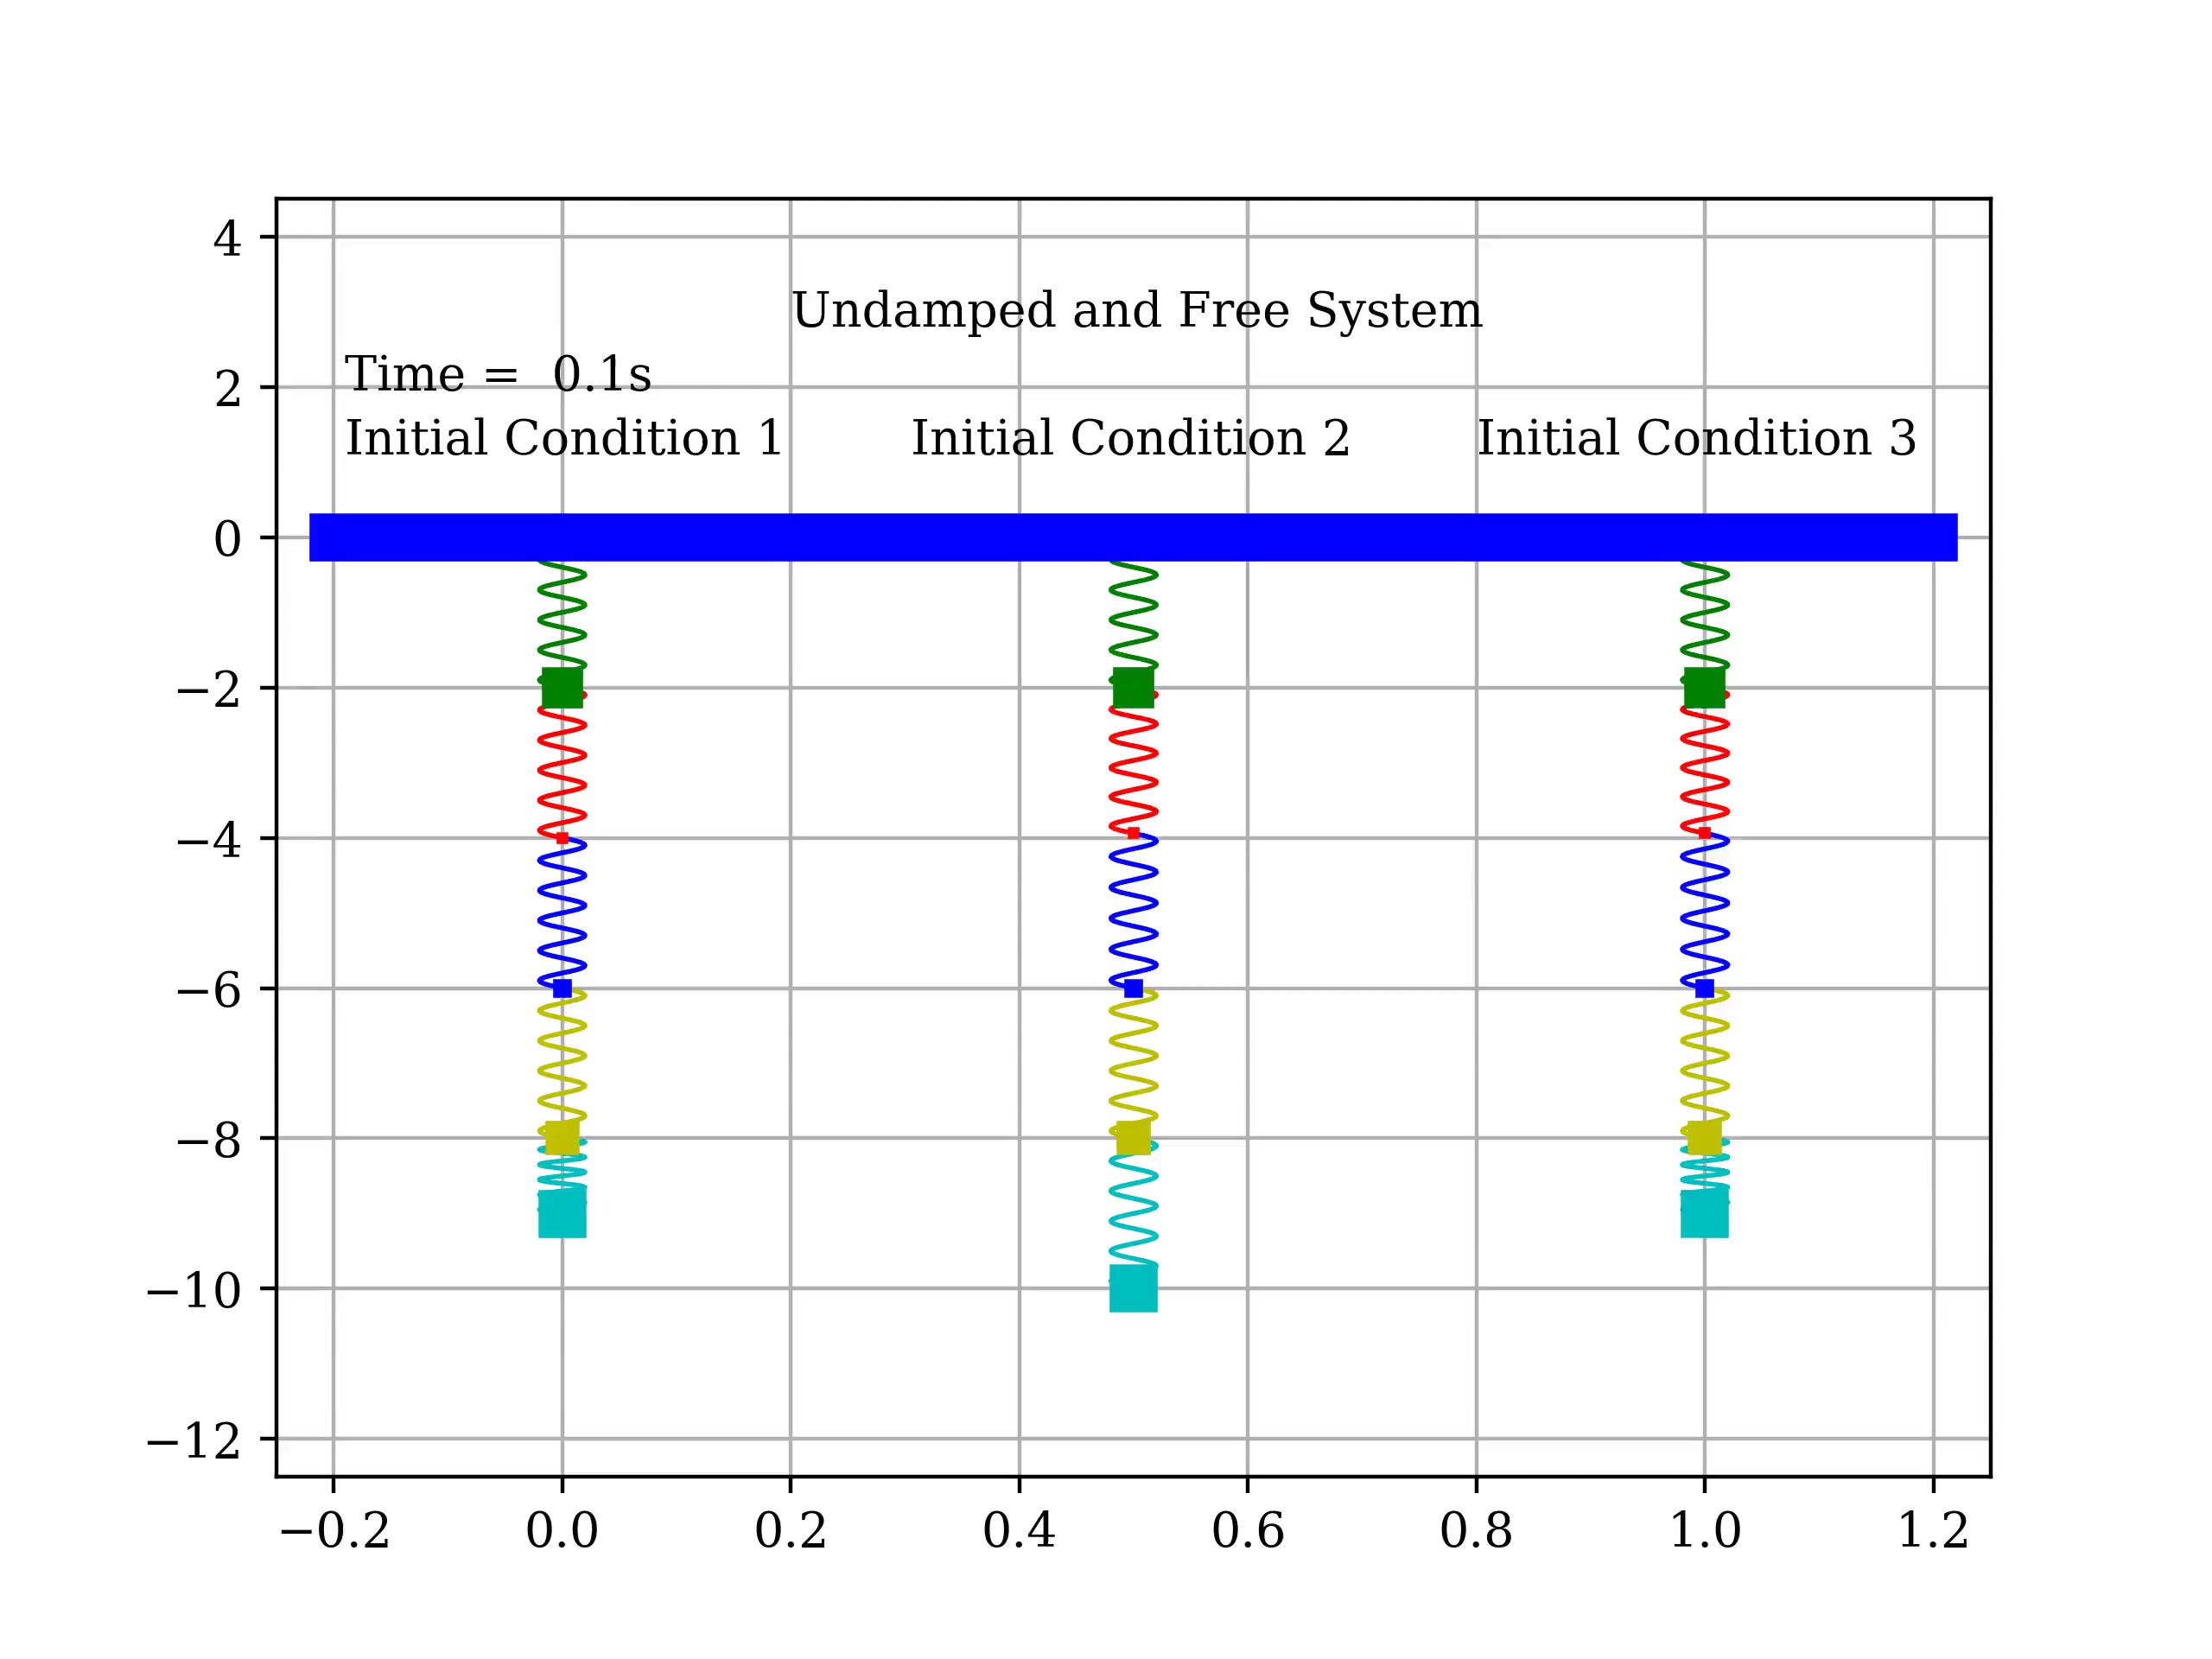 Undamped and Free System
Time = 0.1s
Initial Condition 1 Initial Condition 2 Initial Condition 3
4
2
0
−2
−4
−6
−8
−10
−12
−0.2 0.0 0.2 0.4 0.6 0.8 1.0 1.2